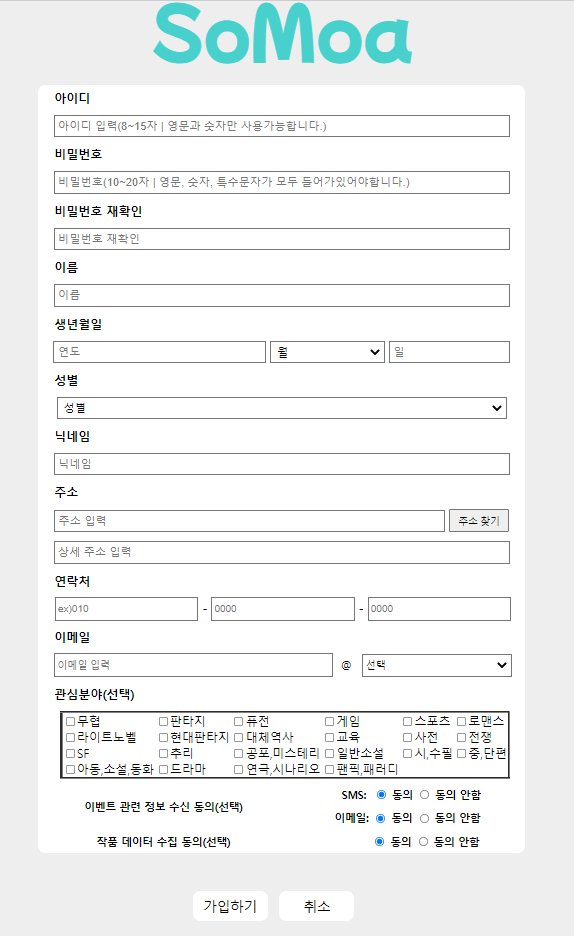 SoMoa
아이디
아이디 입력(8~15자 | 영문과 숫자만 사용가능합니다.)
비밀번호
비밀번호(10~20자 | 영문, 숫자, 특수문자가 모두 들어가있어야합니다.)
비밀번호 재확인
비밀번호 재확인
이름
이름
생년월일
연도 월 일
성별
성별
닉네임
닉네임
주소
주소 입력 주소 찾기
상세 주소 입력
연락처
ex)010 - 0000 - 0000
이메일
이메일 입력 @ 선택
관심분야(선택)
무협 판타지 퓨전 게임 스포츠 로맨스
라이트노벨 현대판타지 대체역사 교육 사전 전쟁
SF 추리 공포,미스테리 일반소설 시,수필 중,단편
아동,소설,동화 드라마 연극,시나리오 팬픽,패러디
이벤트 관련 정보 수신 동의(선택)
SMS: 동의 동의 안함
이메일: 동의 동의 안함
작품 데이터 수집 동의(선택) 동의 동의 안함
가입하기 취소